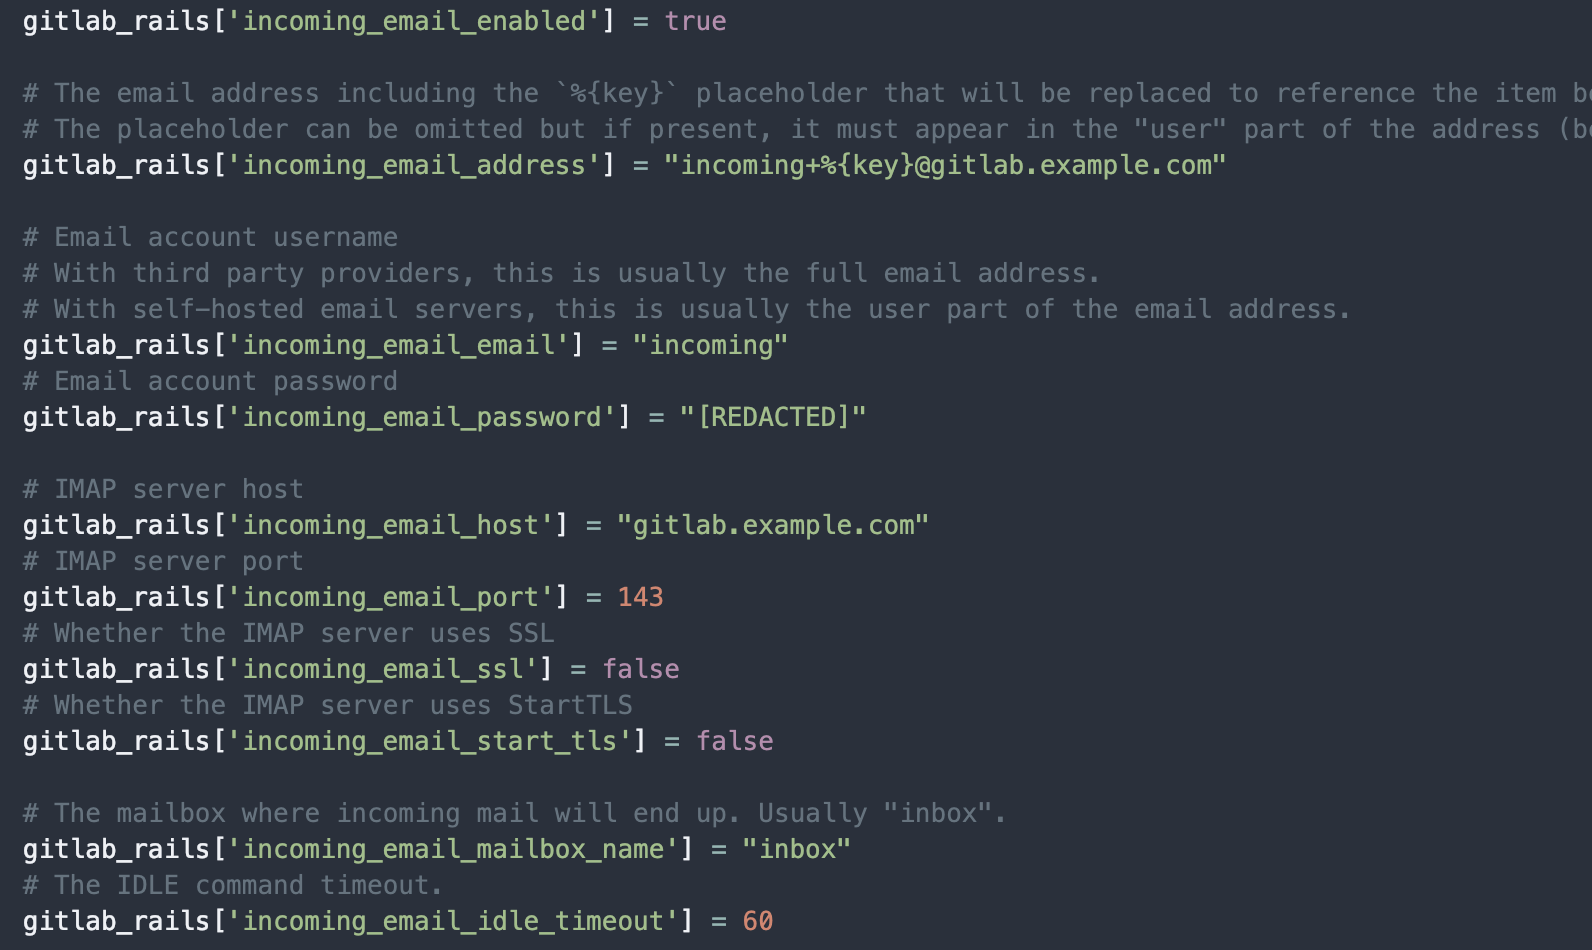 gitlab_rails['incoming_email_enabled'] = true
# The email address including the `%{key}` placeholder that will be replaced to reference the item
# The placeholder can be omitted but if present, it must appear in the "user" part of the address
gitlab_rails['incoming_email_address'] = "incoming+%{key}@gitlab.example.com"
# Email account username
# With third party providers, this is usually the full email address.
# With self-hosted email servers, this is usually the user part of the email address.
gitlab_rails['incoming_email_email'] = "incoming"
# Email account password
gitlab_rails['incoming_email_password'] = "[REDACTED]"
# IMAP server host
gitlab_rails['incoming_email_host'] = "gitlab.example.com"
# IMAP server port
gitlab_rails['incoming_email_port'] = 143
# Whether the IMAP server uses SSL
gitlab_rails['incoming_email_ssl'] = false
# Whether the IMAP server uses StartTLS
gitlab_rails['incoming_email_start_tls'] = false
# The mailbox where incoming mail will end up. Usually "inbox".
gitlab_rails['incoming_email_mailbox_name'] = "inbox"
# The IDLE command timeout.
gitlab_rails['incoming_email_idle_timeout'] = 60